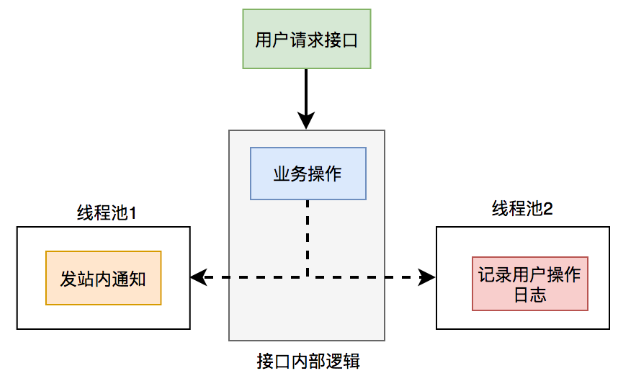 用户请求接口
业务操作
线程池1
线程池2
发站内通知
记录用户操作
日志
接口内部逻辑